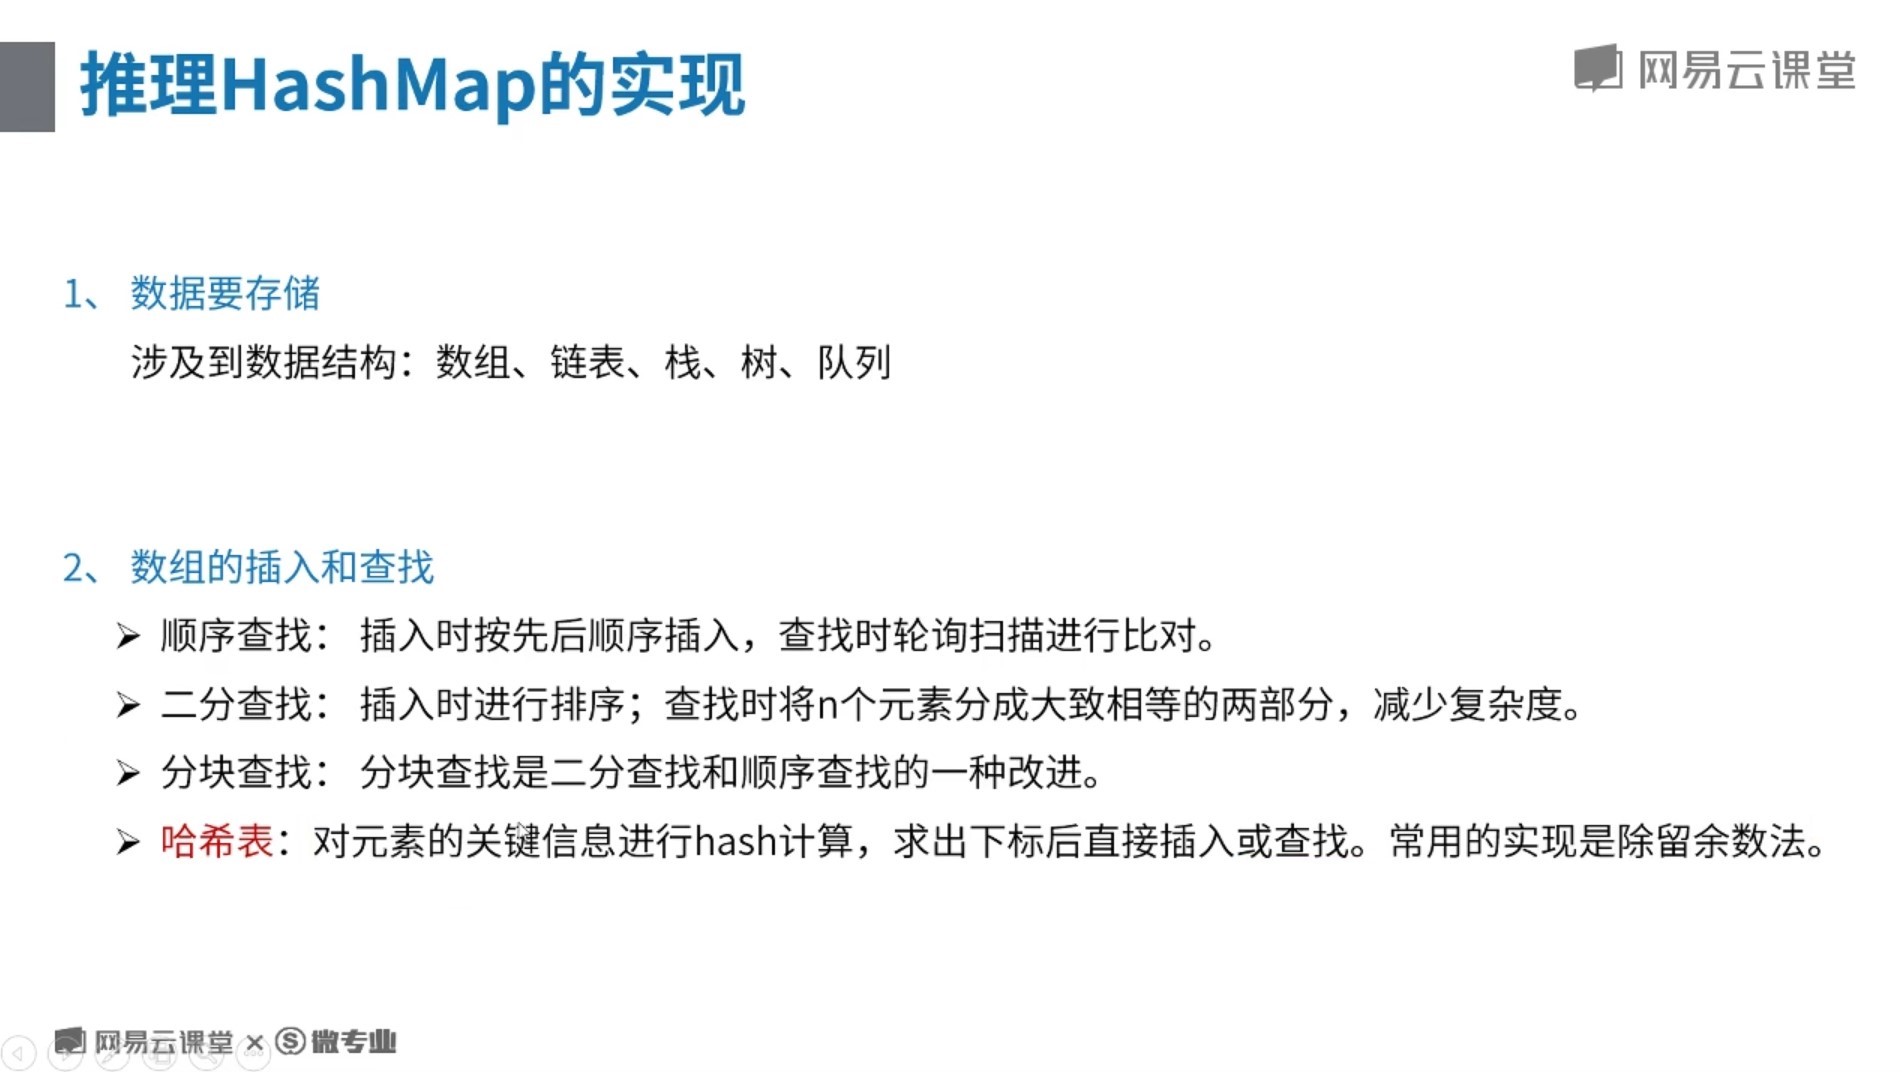 推理HashMap的实现
网易云课堂
1、 数据要存储
涉及到数据结构：数组、链表、栈、树、队列
2、 数组的插入和查找
➢ 顺序查找： 插入时按先后顺序插入，查找时轮询扫描进行比对。
➢ 二分查找： 插入时进行排序；查找时将n个元素分成大致相等的两部分，减少复杂度。
➢ 分块查找： 分块查找是二分查找和顺序查找的一种改进。
➢ 哈希表：对元素的关键信息进行hash计算，求出下标后直接插入或查找。常用的实现是除留余数法。
网易云课堂 × Ⓢ 微专业